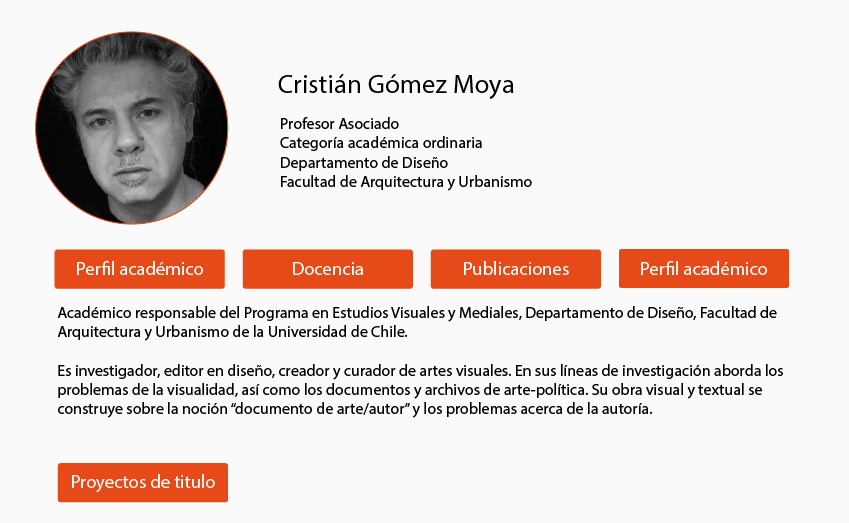 Cristián Gómez Moya
Profesor Asociado
Categoría académica ordinaria
Departamento de Diseño
Facultad de Arquitectura y Urbanismo
Perfil académico
Docencia
Publicaciones
Perfil académico
Académico responsable del Programa en Estudios Visuales y Mediales, Departamento de Diseño, Facultad de
Arquitectura y Urbanismo de la Universidad de Chile.
Es investigador, editor en diseño, creador y curador de artes visuales. En sus líneas de investigación aborda los
problemas de la visualidad, así como los documentos y archivos de arte-política. Su obra visual y textual se
construye sobre la noción “documento de arte/autor” y los problemas acerca de la autoría.
Proyectos de titulo